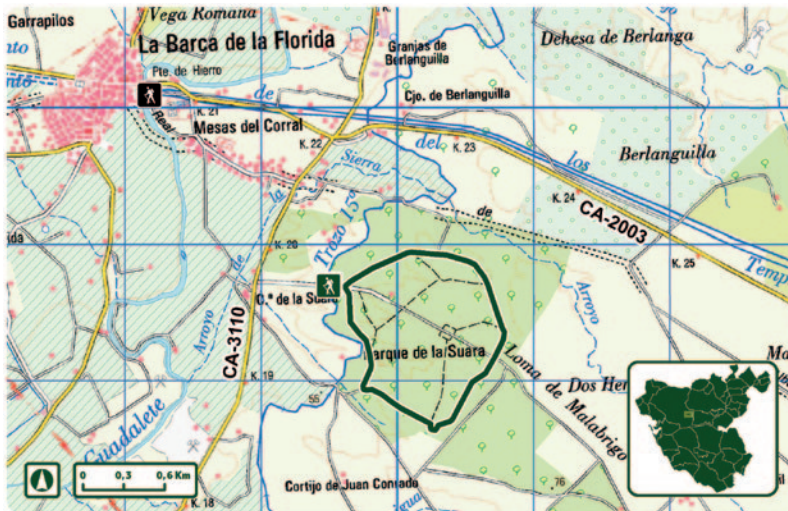 Garrapilos
Vega Romana
La Barca de la Florida
Pte. de Hierro
Granjas de
Berlanguilla
Dehesa de Berlanga
Cjo. de Berlanguilla
K. 21
de
Real
Mesas del Corral
K. 22
del
K. 23
los
Berlanguilla
Sierra
la
K. 24
CA-2003
de
K. 20
Trozo 15º
K. 25
Temp
de
C.ª de la Suara
Arroyo
Arroyo
CA-3110
Parque de la Suara
Loma
de Malabrigo
Dos Her
K. 19
55
Guadalete
0 0,3 0,6 Km
K. 18
Cortijo de Juan Conrado
76